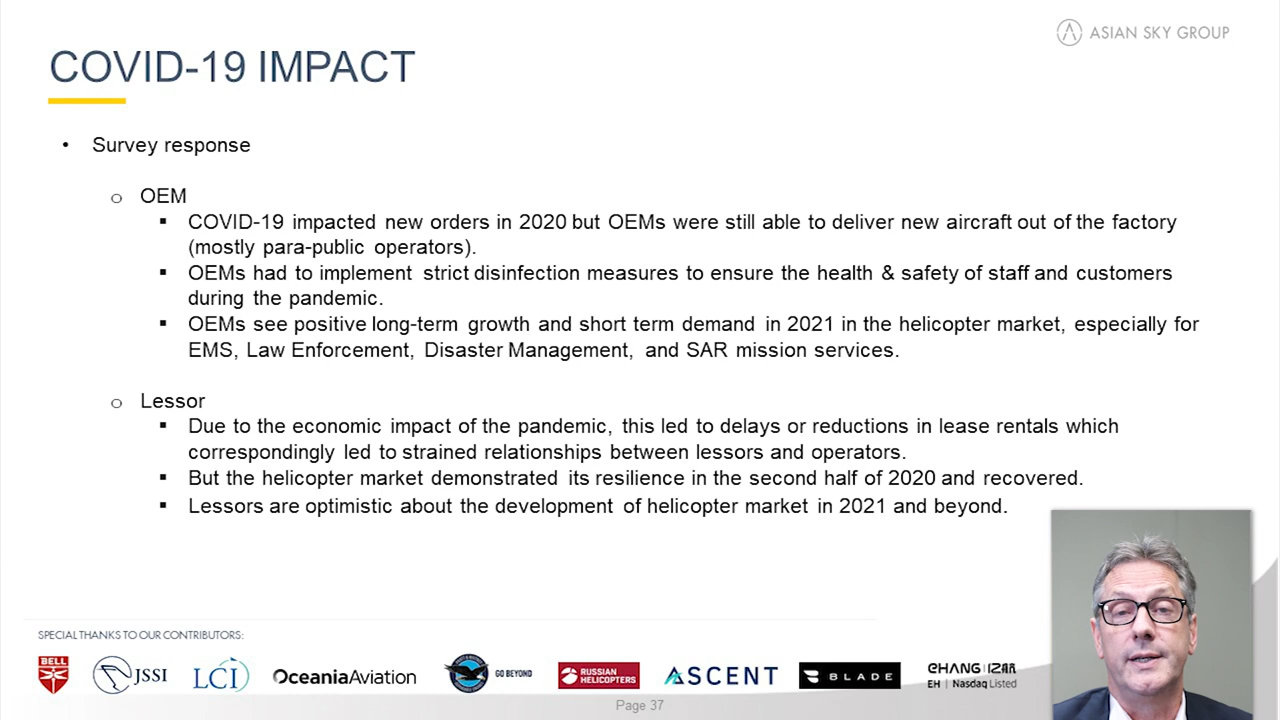 ASIAN SKY GROUP
COVID-19 IMPACT
• Survey response
o OEM
▪ COVID-19 impacted new orders in 2020 but OEMs were still able to deliver new aircraft out of the factory
(mostly para-public operators).
▪ OEMs had to implement strict disinfection measures to ensure the health & safety of staff and customers
during the pandemic.
▪ OEMs see positive long-term growth and short term demand in 2021 in the helicopter market, especially for
EMS, Law Enforcement, Disaster Management, and SAR mission services.
o Lessor
▪ Due to the economic impact of the pandemic, this led to delays or reductions in lease rentals which
correspondingly led to strained relationships between lessors and operators.
▪ But the helicopter market demonstrated its resilience in the second half of 2020 and recovered.
▪ Lessors are optimistic about the development of helicopter market in 2021 and beyond.
SPECIAL THANKS TO OUR CONTRIBUTORS:
BELL
JSSI
LCI
OceaniaAviation
GO BEYOND
RUSSIAN
HELICOPTERS
ASCENT
BLADE
EHANG|亿航
EH | Nasdaq Listed
Page 37